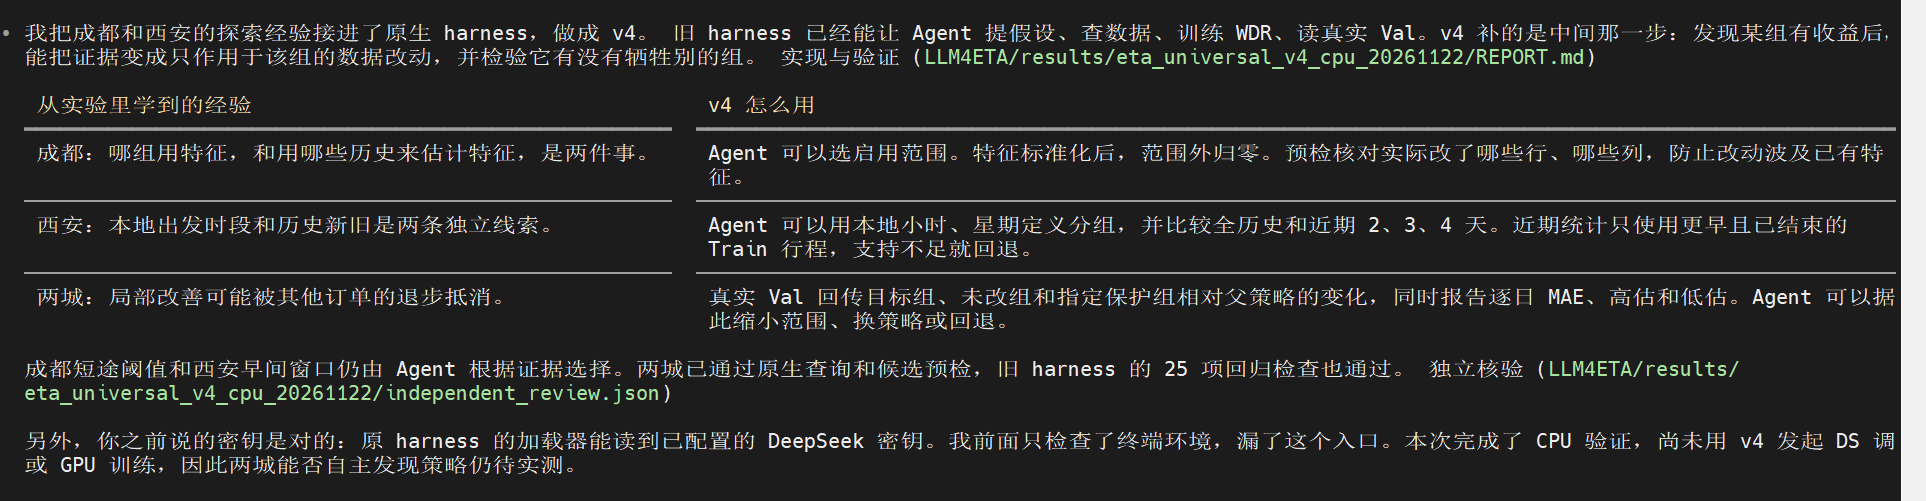 • 我把成都和西安的探索经验接进了原生 harness，做成 v4。 旧 harness 已经能让 Agent 提假设、查数据、训练 WDR、读真实 Val。v4 补的是中间那一步：发现某组有收益后，
能把证据变成只作用于该组的数据改动，并检验它有没有牺牲别的组。 实现与验证 (LLM4ETA/results/eta_universal_v4_cpu_20261122/REPORT.md)
从实验里学到的经验
v4 怎么用
成都：哪组用特征，和用哪些历史来估计特征，是两件事。
Agent 可以选启用范围。特征标准化后，范围外归零。预检核对实际改了哪些行、哪些列，防止改动波及已有特
征。
西安：本地出发时段和历史新旧是两条独立线索。
Agent 可以用本地小时、星期定义分组，并比较全历史和近期 2、3、4 天。近期统计只使用更早且已结束的
Train 行程，支持不足就回退。
两城：局部改善可能被其他订单的退步抵消。
真实 Val 回传目标组、未改组和指定保护组相对父策略的变化，同时报告逐日 MAE、高估和低估。Agent 可以据
此缩小范围、换策略或回退。
成都短途阈值和西安早间窗口仍由 Agent 根据证据选择。两城已通过原生查询和候选预检，旧 harness 的 25 项回归检查也通过。 独立核验 (LLM4ETA/results/
eta_universal_v4_cpu_20261122/independent_review.json)
另外，你之前说的密钥是对的：原 harness 的加载器能读到已配置的 DeepSeek 密钥。我前面只检查了终端环境，漏了这个入口。本次完成了 CPU 验证，尚未用 v4 发起 DS 调
或 GPU 训练，因此两城能否自主发现策略仍待实测。